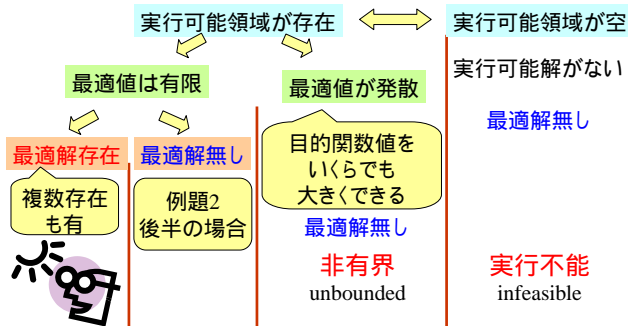 実行可能領域が存在
実行可能領域が空
最適値は有限
最適値が発散
実行可能解がない
最適解無し
最適解存在
最適解無し
目的関数値を
いくらでも
大きくできる
複数存在
も有
例題2
後半の場合
最適解無し
非有界
unbounded
実行不能
infeasible